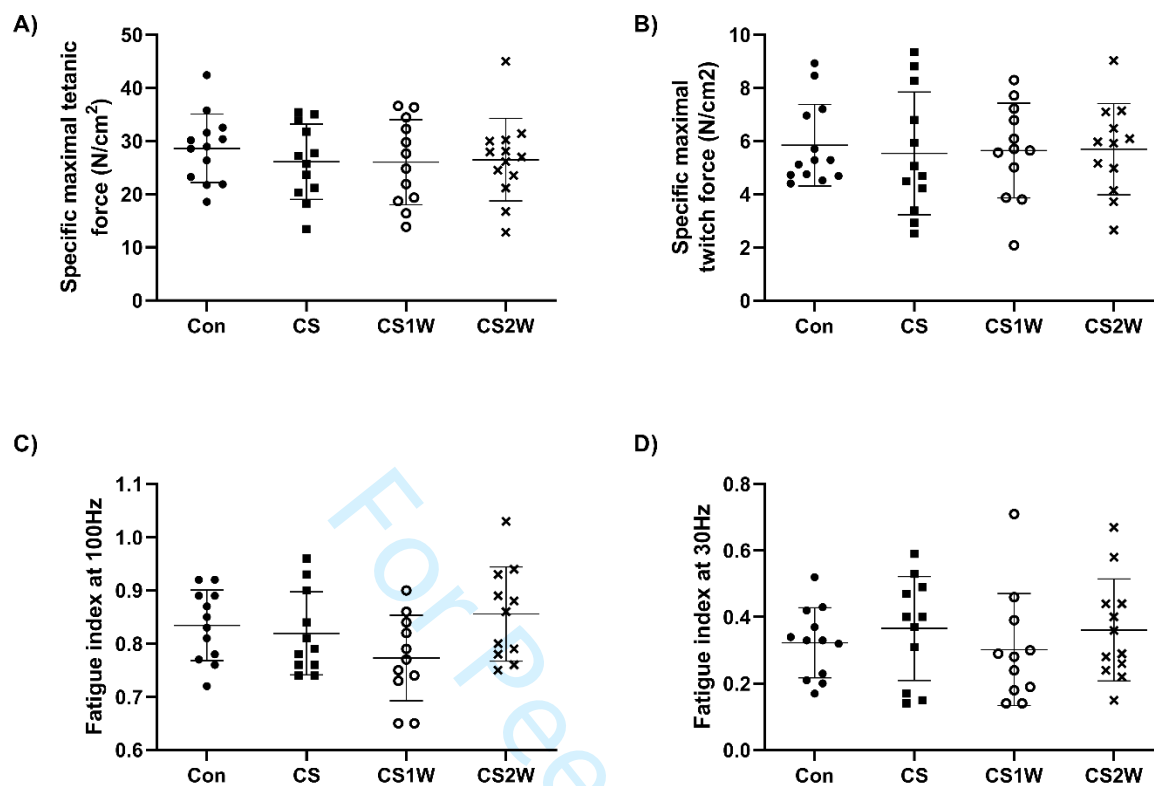 A)
Specific maximal tetanic
force (N/cm²)
50
40
30
20
10
0
Con CS CS1W CS2W
B)
Specific maximal
twitch force (N/cm2)
10
8
6
4
2
0
Con CS CS1W CS2W
C)
Fatigue index at 100Hz
1.1
1.0
0.9
0.8
0.7
0.6
Con CS CS1W CS2W
D)
Fatigue index at 30Hz
0.8
0.6
0.4
0.2
0.0
Con CS CS1W CS2W
For Pee